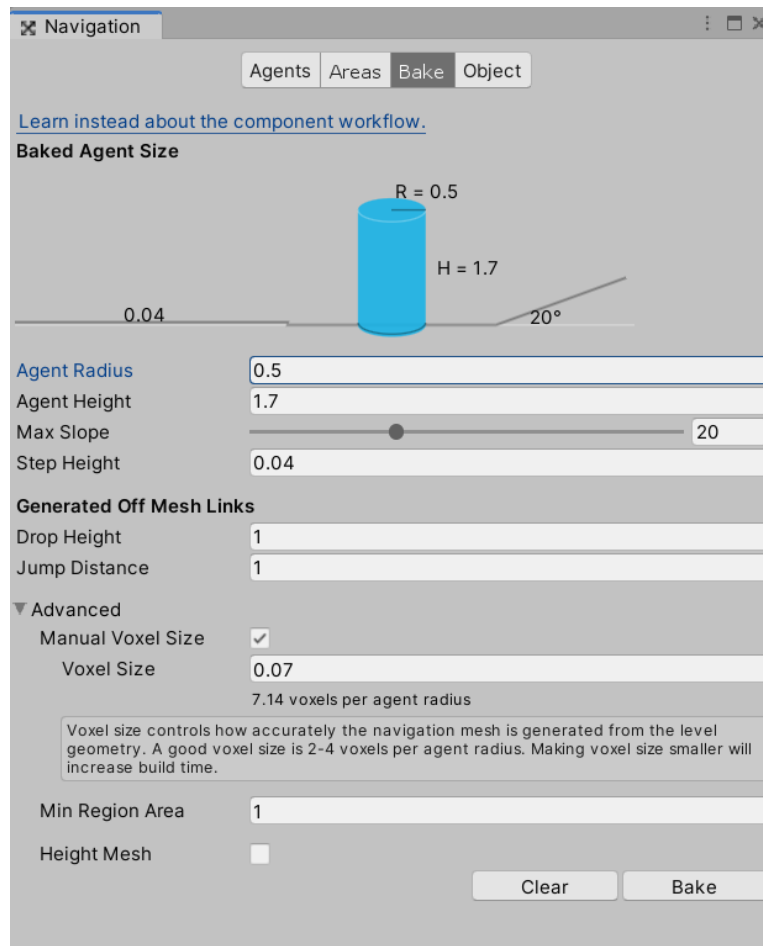 Navigation
Agents Areas Bake Object
Learn instead about the component workflow.
Baked Agent Size
R = 0.5
H = 1.7
0.04
20°
Agent Radius 0.5
Agent Height 1.7
Max Slope 20
Step Height 0.04
Generated Off Mesh Links
Drop Height 1
Jump Distance 1
Advanced
Manual Voxel Size
Voxel Size 0.07
7.14 voxels per agent radius
Voxel size controls how accurately the navigation mesh is generated from the level
geometry. A good voxel size is 2-4 voxels per agent radius. Making voxel size smaller will
increase build time.
Min Region Area 1
Height Mesh
Clear Bake